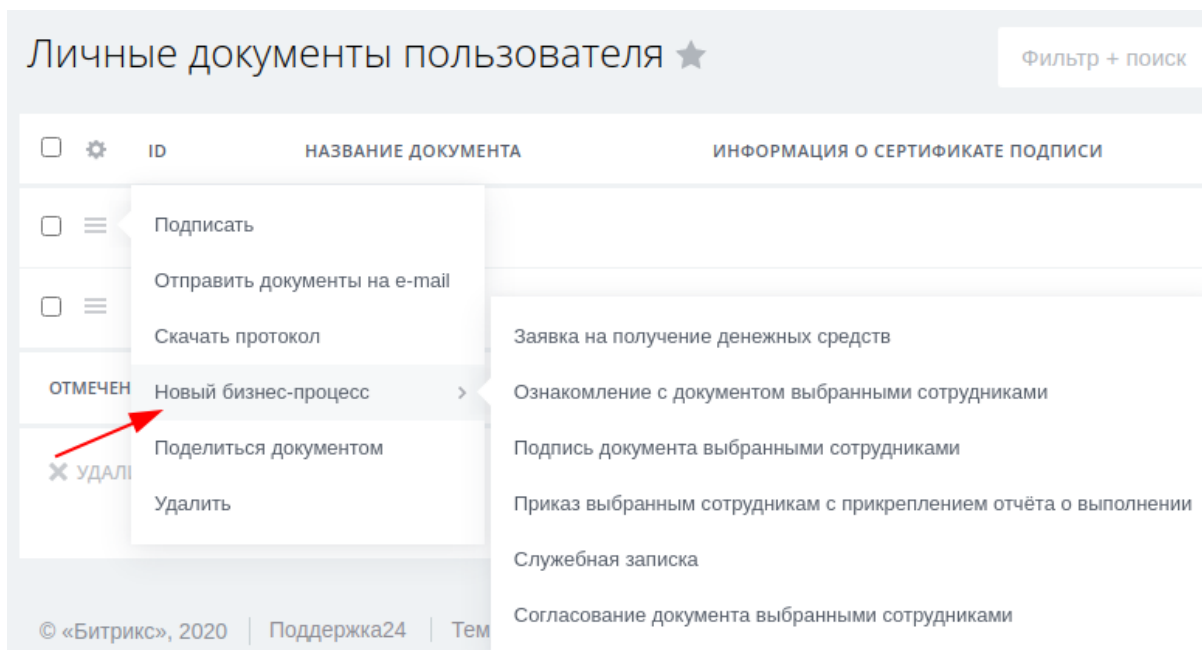 Личные документы пользователя
Фильтр + поиск
ID НАЗВАНИЕ ДОКУМЕНТА ИНФОРМАЦИЯ О СЕРТИФИКАТЕ ПОДПИСИ
Подписать
Отправить документы на e-mail
Скачать протокол
Новый бизнес-процесс
Поделиться документом
Удалить
Заявка на получение денежных средств
Ознакомление с документом выбранными сотрудниками
Подпись документа выбранными сотрудниками
Приказ выбранным сотрудникам с прикреплением отчёта о выполнении
Служебная записка
Согласование документа выбранными сотрудниками
ОТМЕЧЕН
УДАЛИ
© «Битрикс», 2020 Поддержка24 Тем